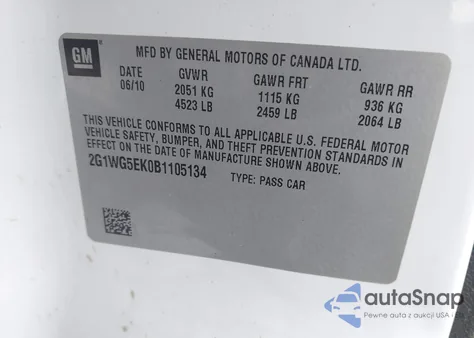 GM
MFD BY GENERAL MOTORS OF CANADA LTD.
DATE GVWR GAWR FRT GAWR RR
06/10 2051 KG 1115 KG 936 KG
4523 LB 2459 LB 2064 LB
THIS VEHICLE CONFORMS TO ALL APPLICABLE U.S. FEDERAL MOTOR
VEHICLE SAFETY, BUMPER, AND THEFT PREVENTION STANDARDS IN
EFFECT ON THE DATE OF MANUFACTURE SHOWN ABOVE.
2G1WG5EK0B1105134 TYPE: PASS CAR
autoSnap
Pewne auta z aukcji USA i Kanady